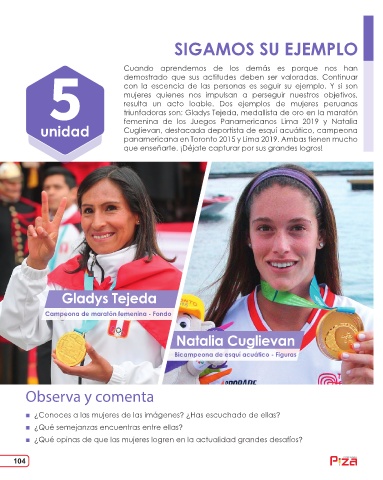 SIGAMOS SU EJEMPLO
5
unidad
Cuando aprendemos de los demás es porque nos han
demostrado que sus actitudes deben ser valoradas. Continuar
con la escencia de las personas es seguir su ejemplo. Y si son
mujeres quienes nos impulsan a perseguir nuestros objetivos,
resulta un acto loable. Dos ejemplos de mujeres peruanas
triunfadoras son: Gladys Tejeda, medallista de oro en la maratón
femenina de los Juegos Panamericanos Lima 2019 y Natalia
Cuglievan, destacada deportista de esquí acuático, campeona
panamericana en Toronto 2015 y Lima 2019. Ambas tienen mucho
que enseñarte. ¡Déjate capturar por sus grandes logros!
Gladys Tejeda
Campeona de maratón femenina - Fondo
Natalia Cuglievan
Bicampeona de esquí acuático - Figuras
Observa y comenta
¿Conoces a las mujeres de las imágenes? ¿Has escuchado de ellas?
¿Qué semejanzas encuentras entre ellas?
¿Qué opinas de que las mujeres logren en la actualidad grandes desafíos?
104